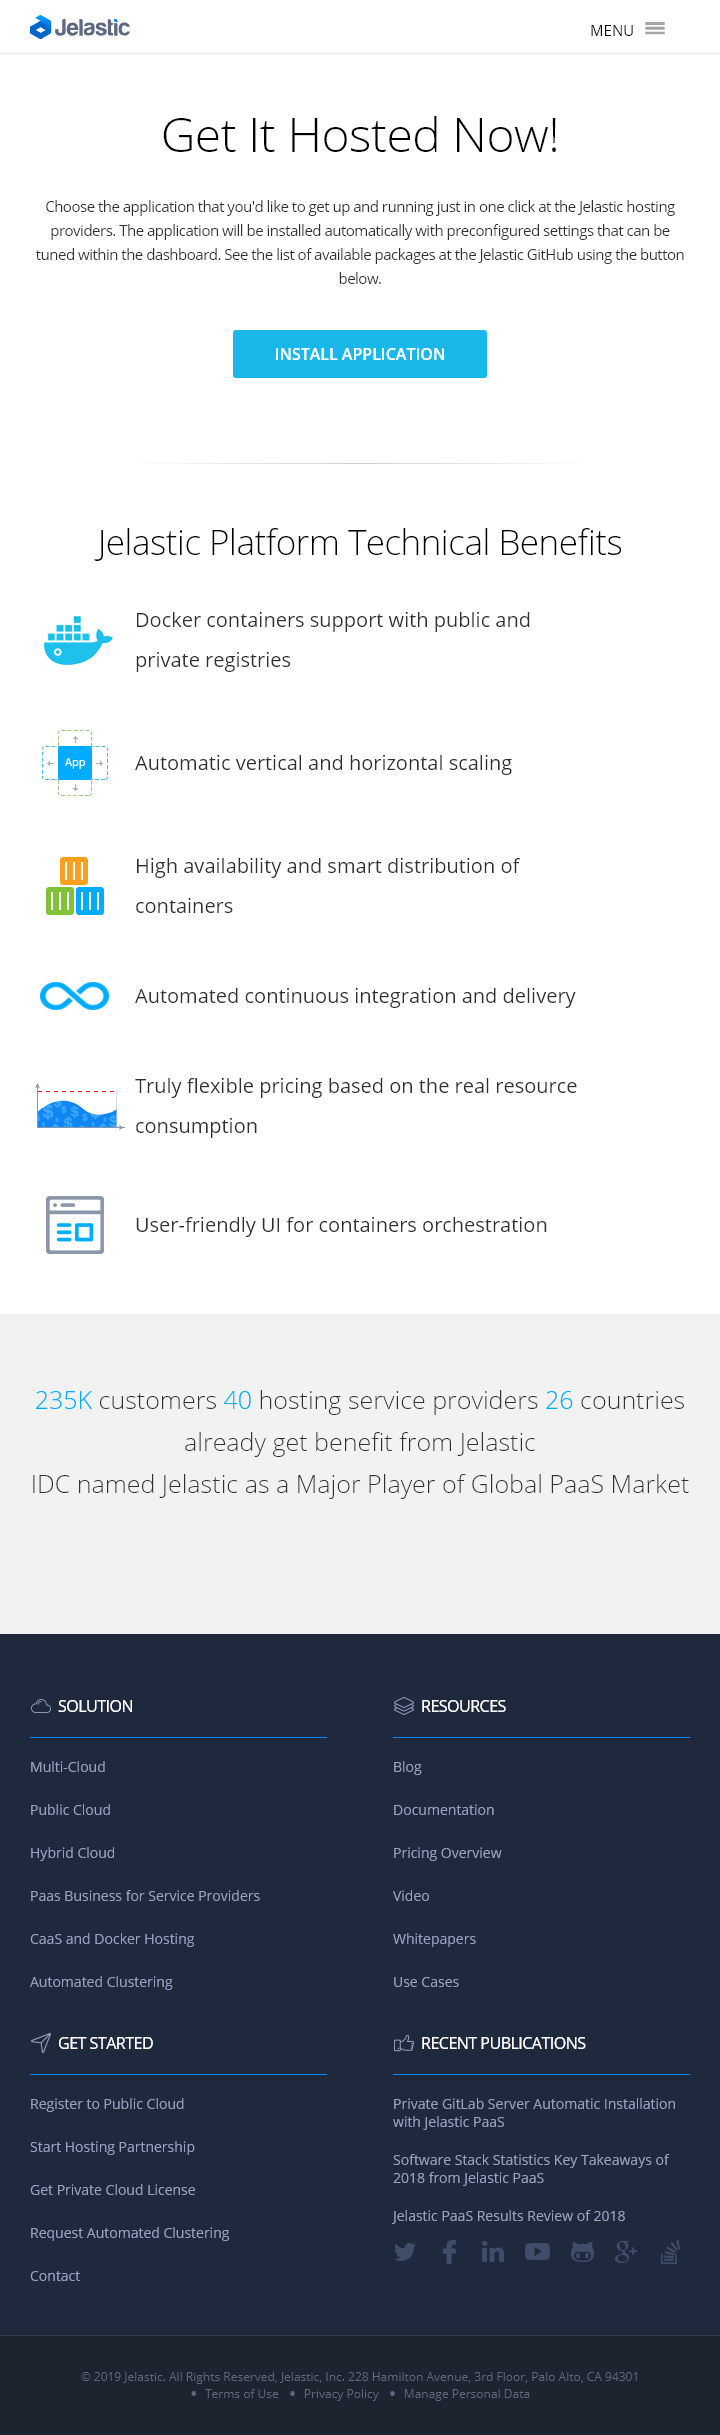 Jelastic
MENU
Get It Hosted Now!
Choose the application that you'd like to get up and running just in one click at the Jelastic hosting
providers. The application will be installed automatically with preconfigured settings that can be
tuned within the dashboard. See the list of available packages at the Jelastic GitHub using the button
below.
INSTALL APPLICATION
Jelastic Platform Technical Benefits
Docker containers support with public and
private registries
App
Automatic vertical and horizontal scaling
High availability and smart distribution of
containers
Automated continuous integration and delivery
Truly flexible pricing based on the real resource
consumption
User-friendly UI for containers orchestration
235K customers 40 hosting service providers 26 countries
already get benefit from Jelastic
IDC named Jelastic as a Major Player of Global PaaS Market
SOLUTION
Multi-Cloud
Public Cloud
Hybrid Cloud
Paas Business for Service Providers
CaaS and Docker Hosting
Automated Clustering
RESOURCES
Blog
Documentation
Pricing Overview
Video
Whitepapers
Use Cases
GET STARTED
Register to Public Cloud
Start Hosting Partnership
Get Private Cloud License
Request Automated Clustering
Contact
RECENT PUBLICATIONS
Private GitLab Server Automatic Installation
with Jelastic PaaS
Software Stack Statistics Key Takeaways of
2018 from Jelastic PaaS
Jelastic PaaS Results Review of 2018
© 2019 Jelastic. All Rights Reserved, Jelastic, Inc. 228 Hamilton Avenue, 3rd Floor, Palo Alto, CA 94301
• Terms of Use • Privacy Policy • Manage Personal Data